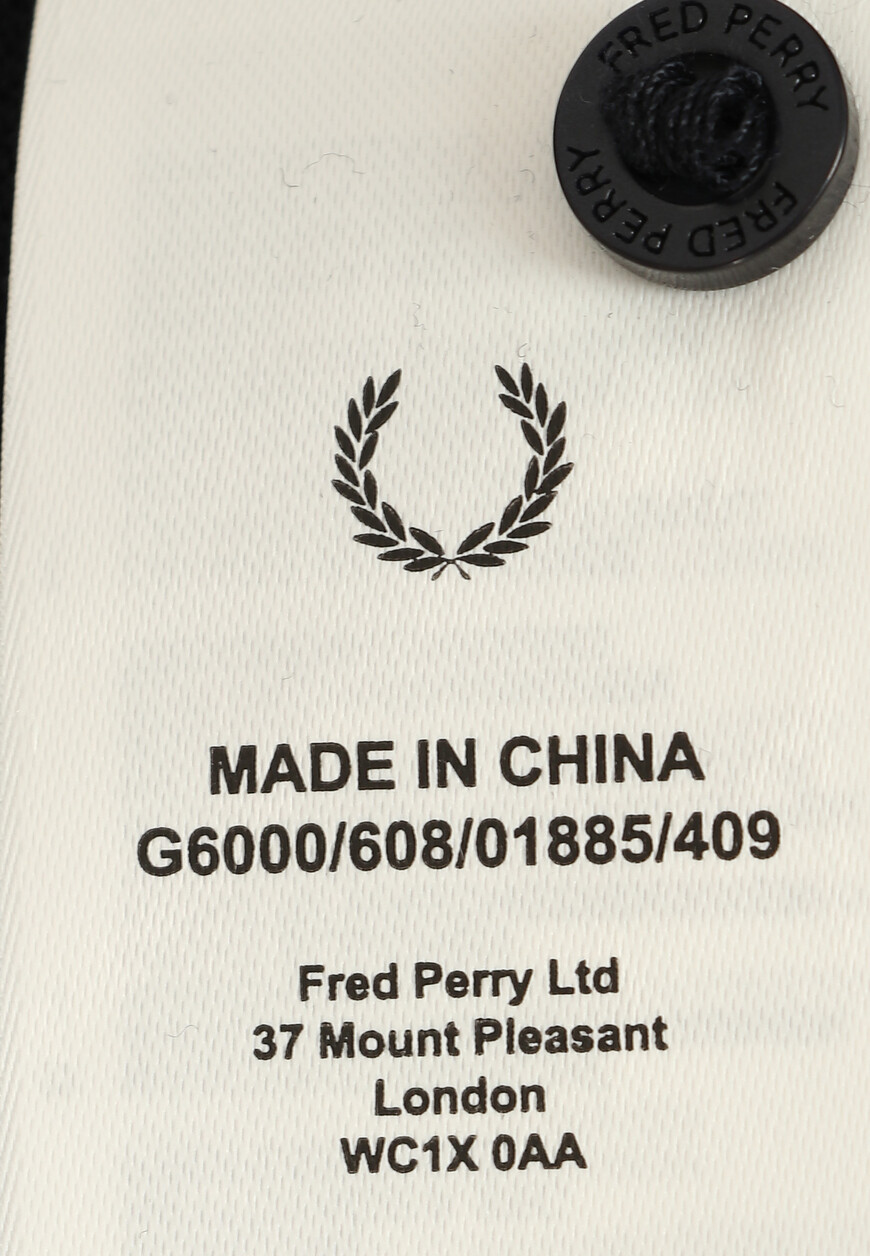 FRED PERRY
FRED PERRY
MADE IN CHINA
G6000/608/01885/409
Fred Perry Ltd
37 Mount Pleasant
London
WC1X 0AA